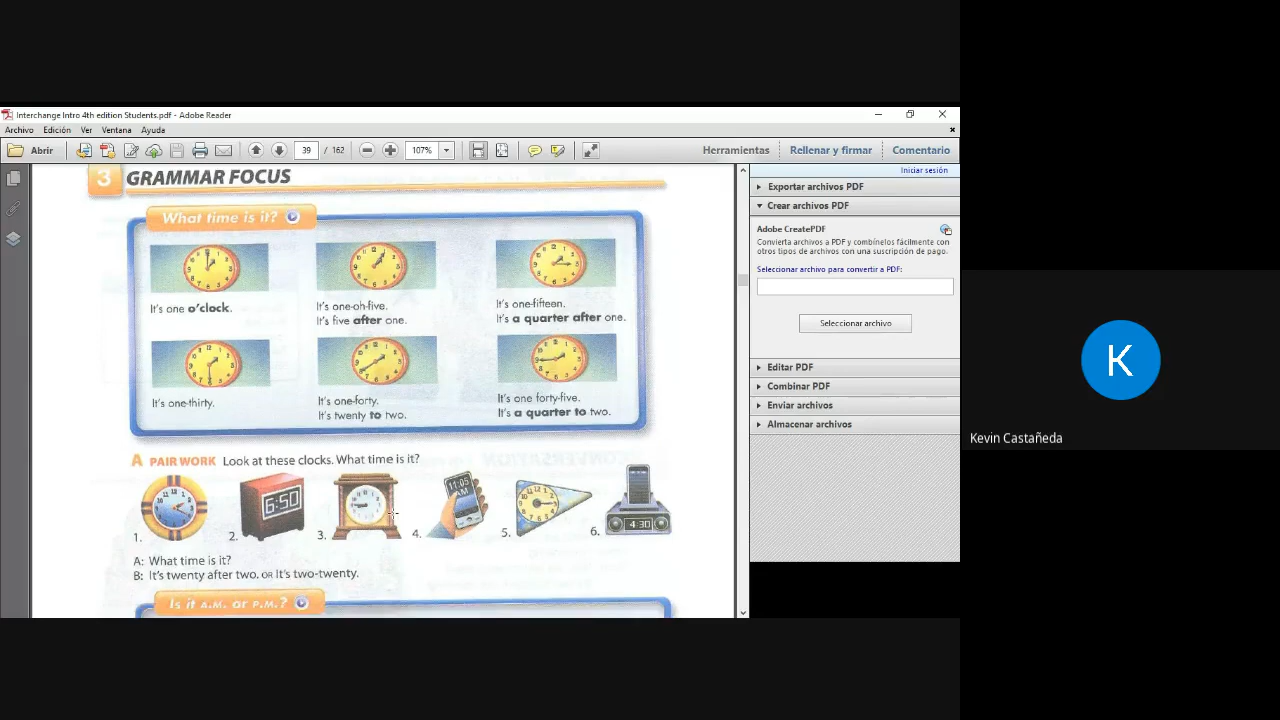 Interchange Intro 4th edition Students.pdf - Adobe Reader
Archivo Edición Ver Ventana Ayuda
Abrir 39 / 162 107% Herramientas Rellenar y firmar Comentario
Iniciar sesión
Exportar archivos PDF
Crear archivos PDF
Adobe CreatePDF
Convierta archivos a PDF y combínelos fácilmente con
otros tipos de archivos con una suscripción de pago.
Seleccionar archivo para convertir a PDF:
Seleccionar archivo
Editar PDF
Combinar PDF
Enviar archivos
Almacenar archivos
3 GRAMMAR FOCUS
What time is it?
It's one o'clock.
It's one-oh-five.
It's five after one.
It's one-fifteen.
It's a quarter after one.
It's one-thirty.
It's one-forty.
It's twenty to two.
It's one forty-five.
It's a quarter to two.
A PAIR WORK Look at these clocks. What time is it?
6:50
11:05
AM
4:30
1. 2. 3. 4. 5. 6.
A: What time is it?
B: It's twenty after two. OR It's two-twenty.
Is it A.M. or P.M.?
K
Kevin Castañeda